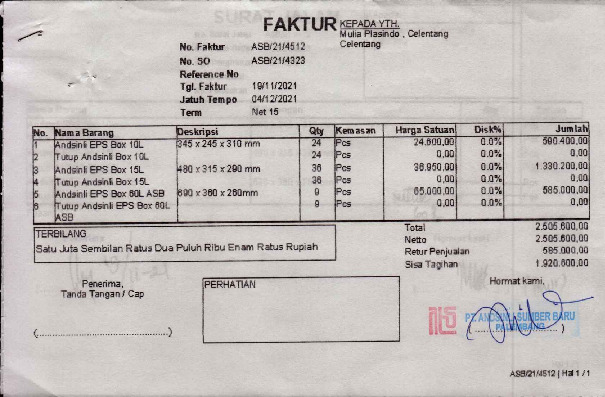 FAKTUR
KEPADA YTH.
Mulia Plasindo , Celentang
Celentang
No. Faktur ASB/21/4512
No. SO ASB/21/4323
Reference No
Tgl. Faktur 19/11/2021
Jatuh Tempo 04/12/2021
Term Net 15
No. Nama Barang Deskripsi Qty Kemasan Harga Satuan Disk% Jumlah
1 Andsinli EPS Box 10L 345 x 245 x 310 mm 24 Pcs 24.600,00 0.0% 590.400,00
2 Tutup Andsinli Box 10L 24 Pcs 0,00 0.0% 0,00
3 Andsinli EPS Box 15L 480 x 315 x 290 mm 36 Pcs 36.950,00 0.0% 1.330.200,00
4 Tutup Andsinli Box 15L 36 Pcs 0,00 0.0% 0,00
5 Andsinli EPS Box 60L ASB 690 x 360 x 260mm 9 Pcs 65.000,00 0.0% 585.000,00
6 Tutup Andsinli EPS Box 60L 9 Pcs 0,00 0.0% 0,00
ASB
TERBILANG
Satu Juta Sembilan Ratus Dua Puluh Ribu Enam Ratus Rupiah
Total 2.505.600,00
Netto 2.505.600,00
Retur Penjualan 585.000,00
Sisa Tagihan 1.920.600,00
Penerima,
Tanda Tangan / Cap
(..............................)
PERHATIAN
Hormat kami,
PT. ANDSINLI SUMBER BARU
PALEMBANG
ASB/21/4512 | Hal 1 / 1